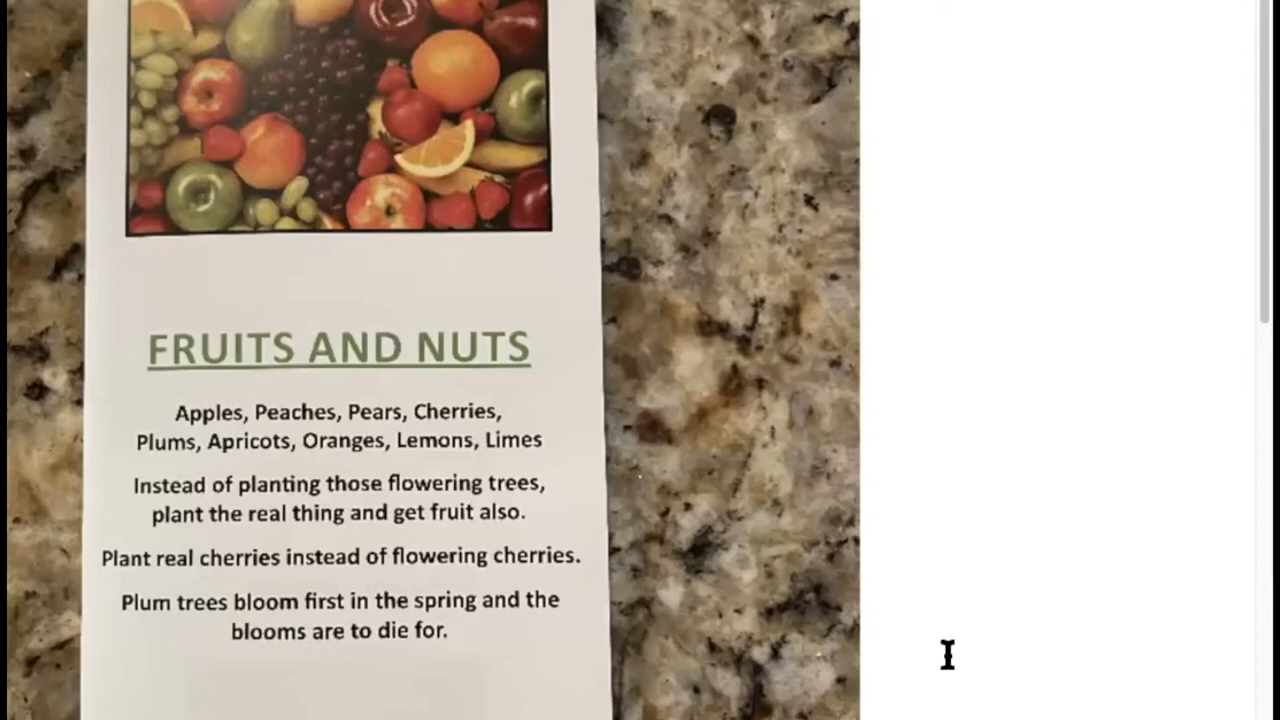 FRUITS AND NUTS
Apples, Peaches, Pears, Cherries,
Plums, Apricots, Oranges, Lemons, Limes
Instead of planting those flowering trees,
plant the real thing and get fruit also.
Plant real cherries instead of flowering cherries.
Plum trees bloom first in the spring and the
blooms are to die for.